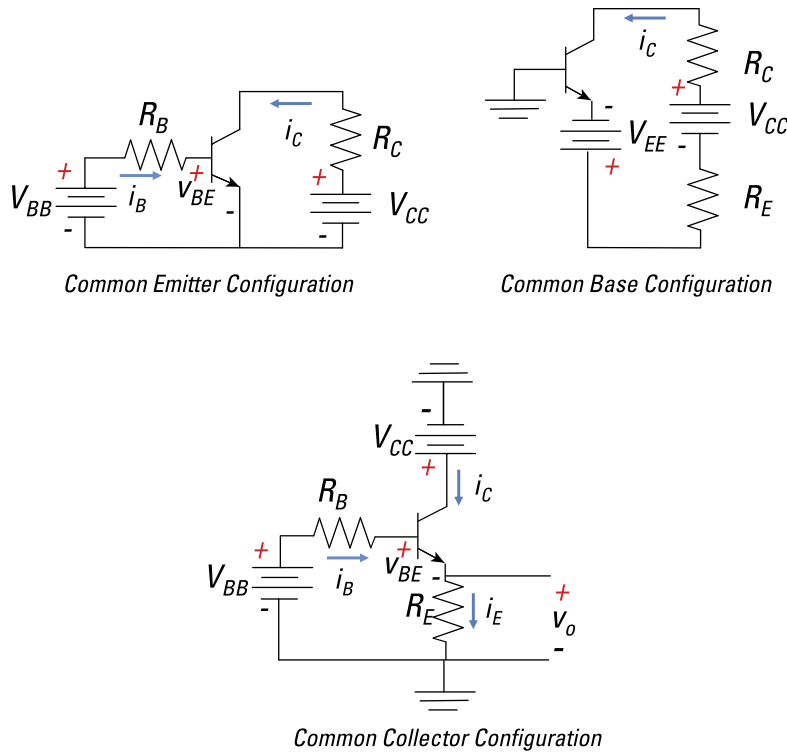 R_B
+
V_BB
-
i_B
+
v_BE
-
i_C
R_C
+
V_CC
-
Common Emitter Configuration
i_C
R_C
-
V_EE
+
+
V_CC
-
R_E
Common Base Configuration
-
V_CC
+
i_C
R_B
+
V_BB
-
i_B
+
v_BE
-
R_E
i_E
+
v_o
-
Common Collector Configuration